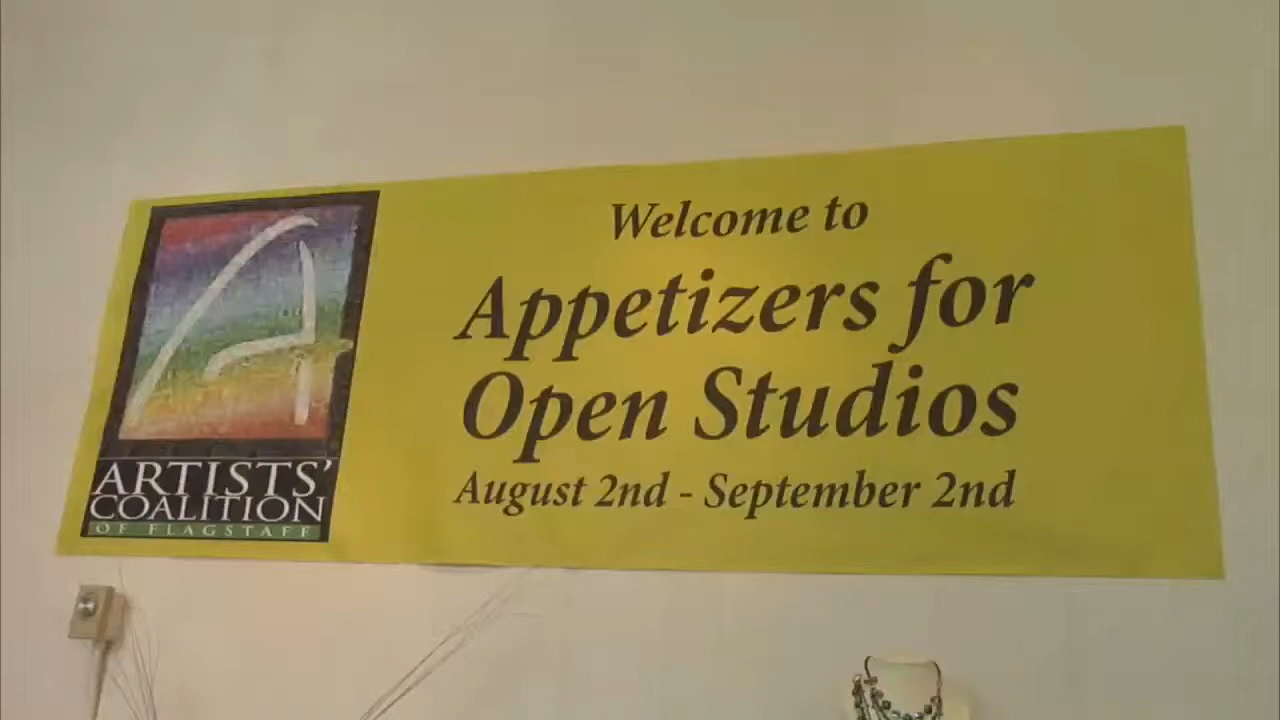 Welcome to
Appetizers for
Open Studios
August 2nd - September 2nd
ARTISTS'
COALITION
OF FLAGSTAFF